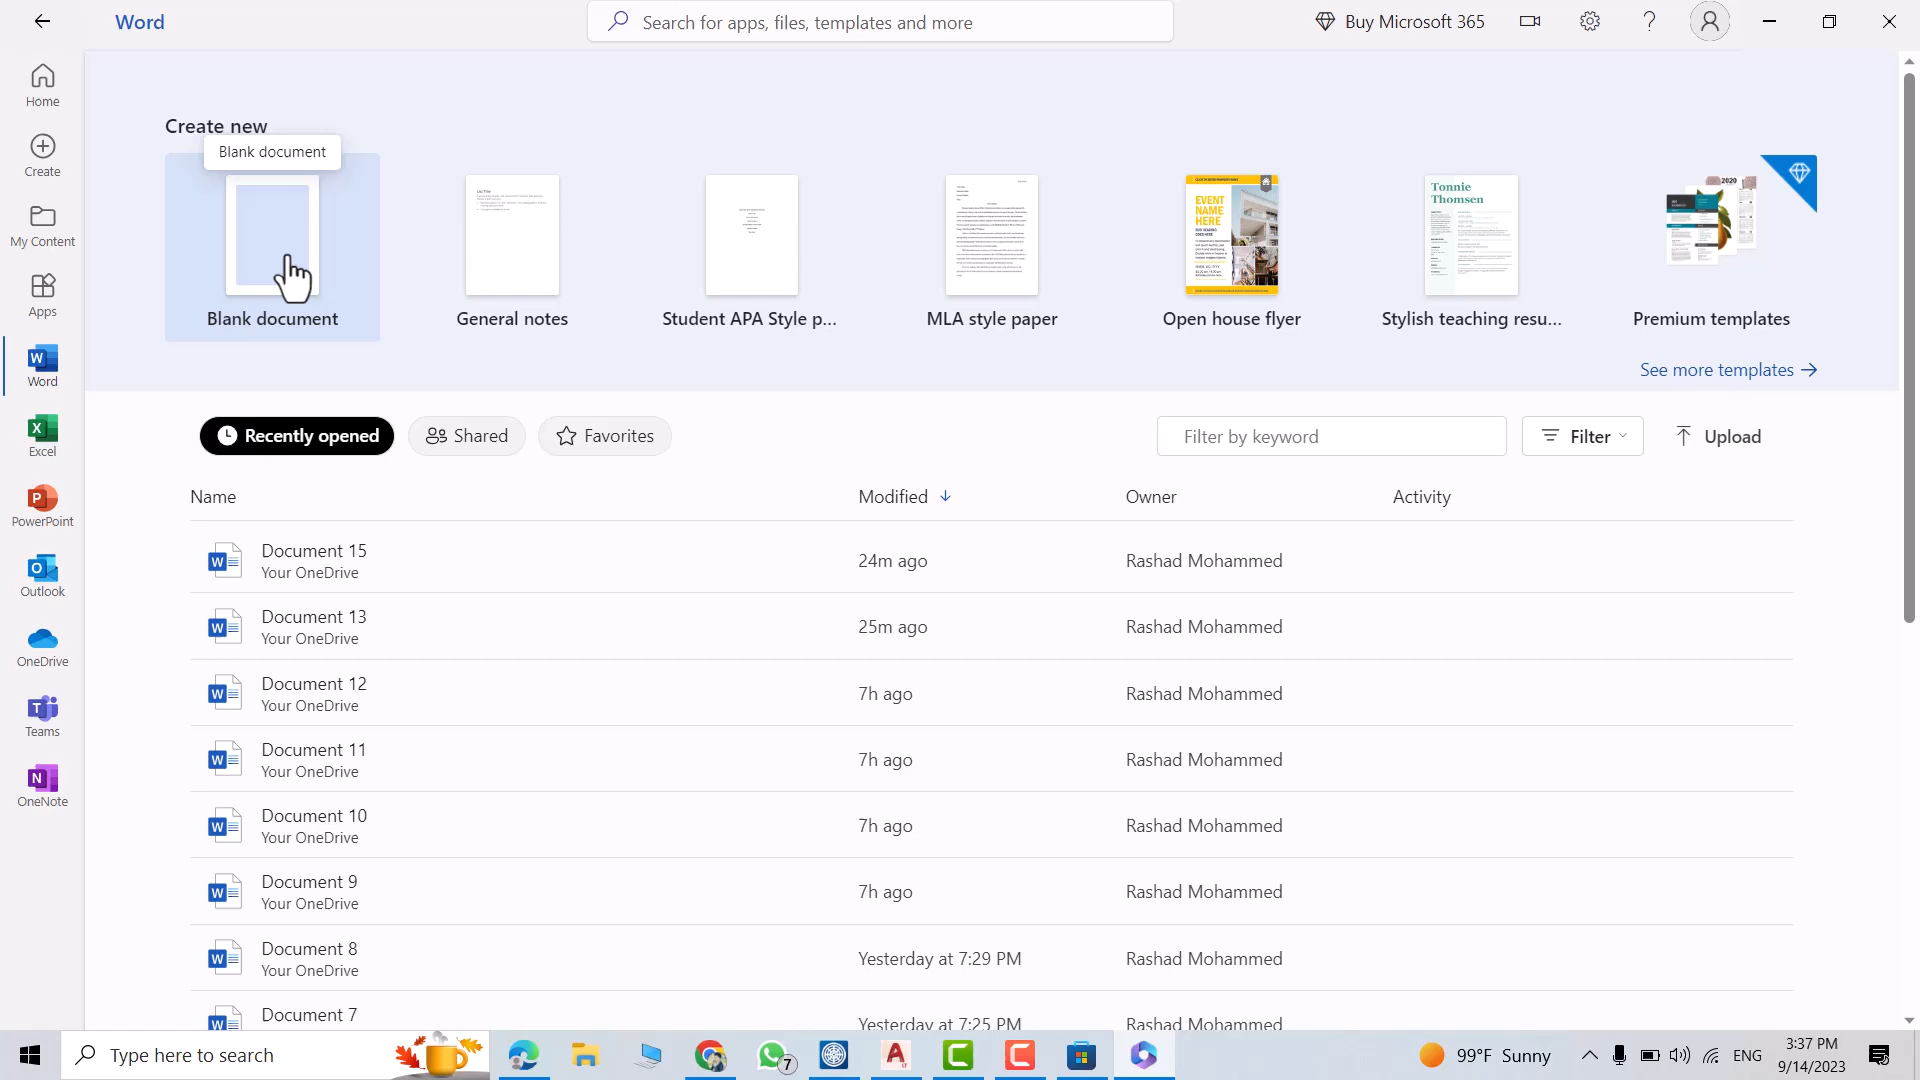 Word
Search for apps, files, templates and more
Buy Microsoft 365
Home
Create
My Content
Apps
Word
Excel
PowerPoint
Outlook
OneDrive
Teams
OneNote
Create new
Blank document
EVENT
NAME
HERE
Tonnie
Thomsen
2020
Blank document
General notes
Student APA Style p...
MLA style paper
Open house flyer
Stylish teaching resu...
Premium templates
See more templates
Recently opened
Shared
Favorites
Filter by keyword
Filter
Upload
Name Modified Owner Activity
Document 15
Your OneDrive
24m ago
Rashad Mohammed
Document 13
Your OneDrive
25m ago
Rashad Mohammed
Document 12
Your OneDrive
7h ago
Rashad Mohammed
Document 11
Your OneDrive
7h ago
Rashad Mohammed
Document 10
Your OneDrive
7h ago
Rashad Mohammed
Document 9
Your OneDrive
7h ago
Rashad Mohammed
Document 8
Your OneDrive
Yesterday at 7:29 PM
Rashad Mohammed
Document 7
Yesterday at 7:25 PM
Rashad Mohammed
Type here to search
7
99°F Sunny
ENG
3:37 PM
9/14/2023